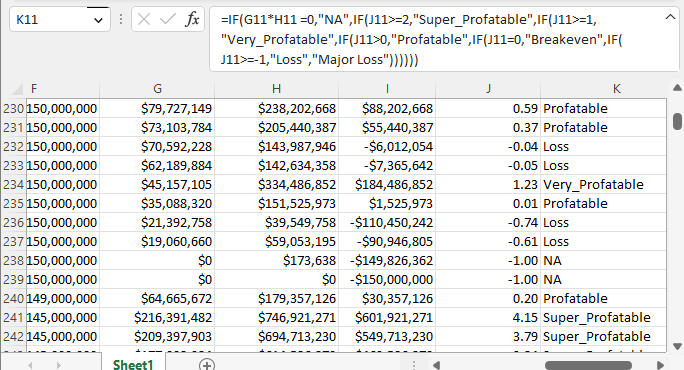 K11 fx =IF(G11*H11 =0,"NA",IF(J11>=2,"Super_Profatable",IF(J11>=1,
"Very_Profatable",IF(J11>0,"Profatable",IF(J11=0,"Breakeven",IF(
J11>=-1,"Loss","Major Loss"))))))
F G H I J K
230 150,000,000 $79,727,149 $238,202,668 $88,202,668 0.59 Profatable
231 150,000,000 $73,103,784 $205,440,387 $55,440,387 0.37 Profatable
232 150,000,000 $70,592,228 $143,987,946 -$6,012,054 -0.04 Loss
233 150,000,000 $62,189,884 $142,634,358 -$7,365,642 -0.05 Loss
234 150,000,000 $45,157,105 $334,486,852 $184,486,852 1.23 Very_Profatable
235 150,000,000 $35,088,320 $151,525,973 $1,525,973 0.01 Profatable
236 150,000,000 $21,392,758 $39,549,758 -$110,450,242 -0.74 Loss
237 150,000,000 $19,060,660 $59,053,195 -$90,946,805 -0.61 Loss
238 150,000,000 $0 $173,638 -$149,826,362 -1.00 NA
239 150,000,000 $0 $0 -$150,000,000 -1.00 NA
240 149,000,000 $64,665,672 $179,357,126 $30,357,126 0.20 Profatable
241 145,000,000 $216,391,482 $746,921,271 $601,921,271 4.15 Super_Profatable
242 145,000,000 $209,397,903 $694,713,230 $549,713,230 3.79 Super_Profatable
Sheet1